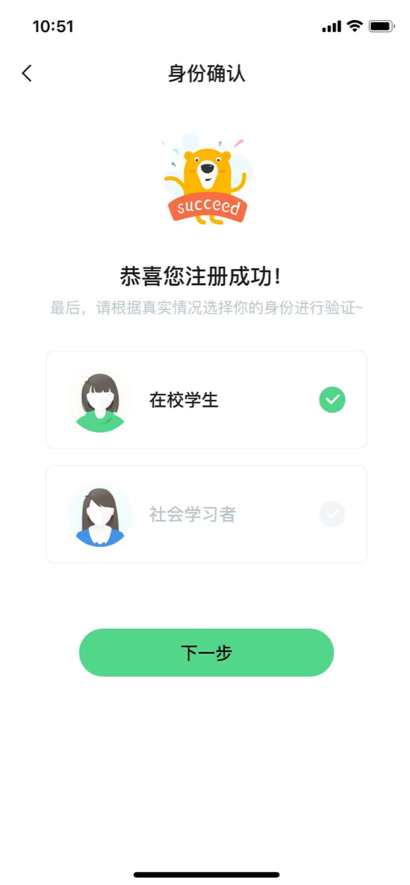 10:51
身份确认
succeed
恭喜您注册成功!
最后，请根据真实情况选择你的身份进行验证~
在校学生
社会学习者
下一步